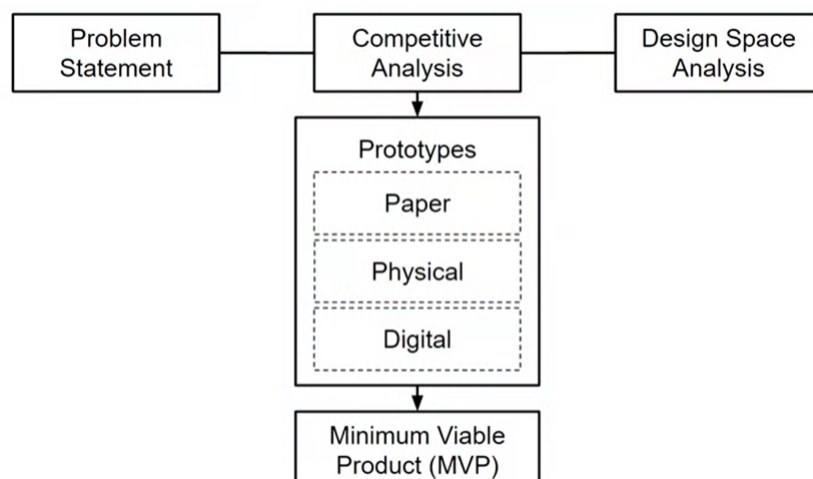 Problem
Statement
Competitive
Analysis
Design Space
Analysis
Prototypes
Paper
Physical
Digital
Minimum Viable
Product (MVP)